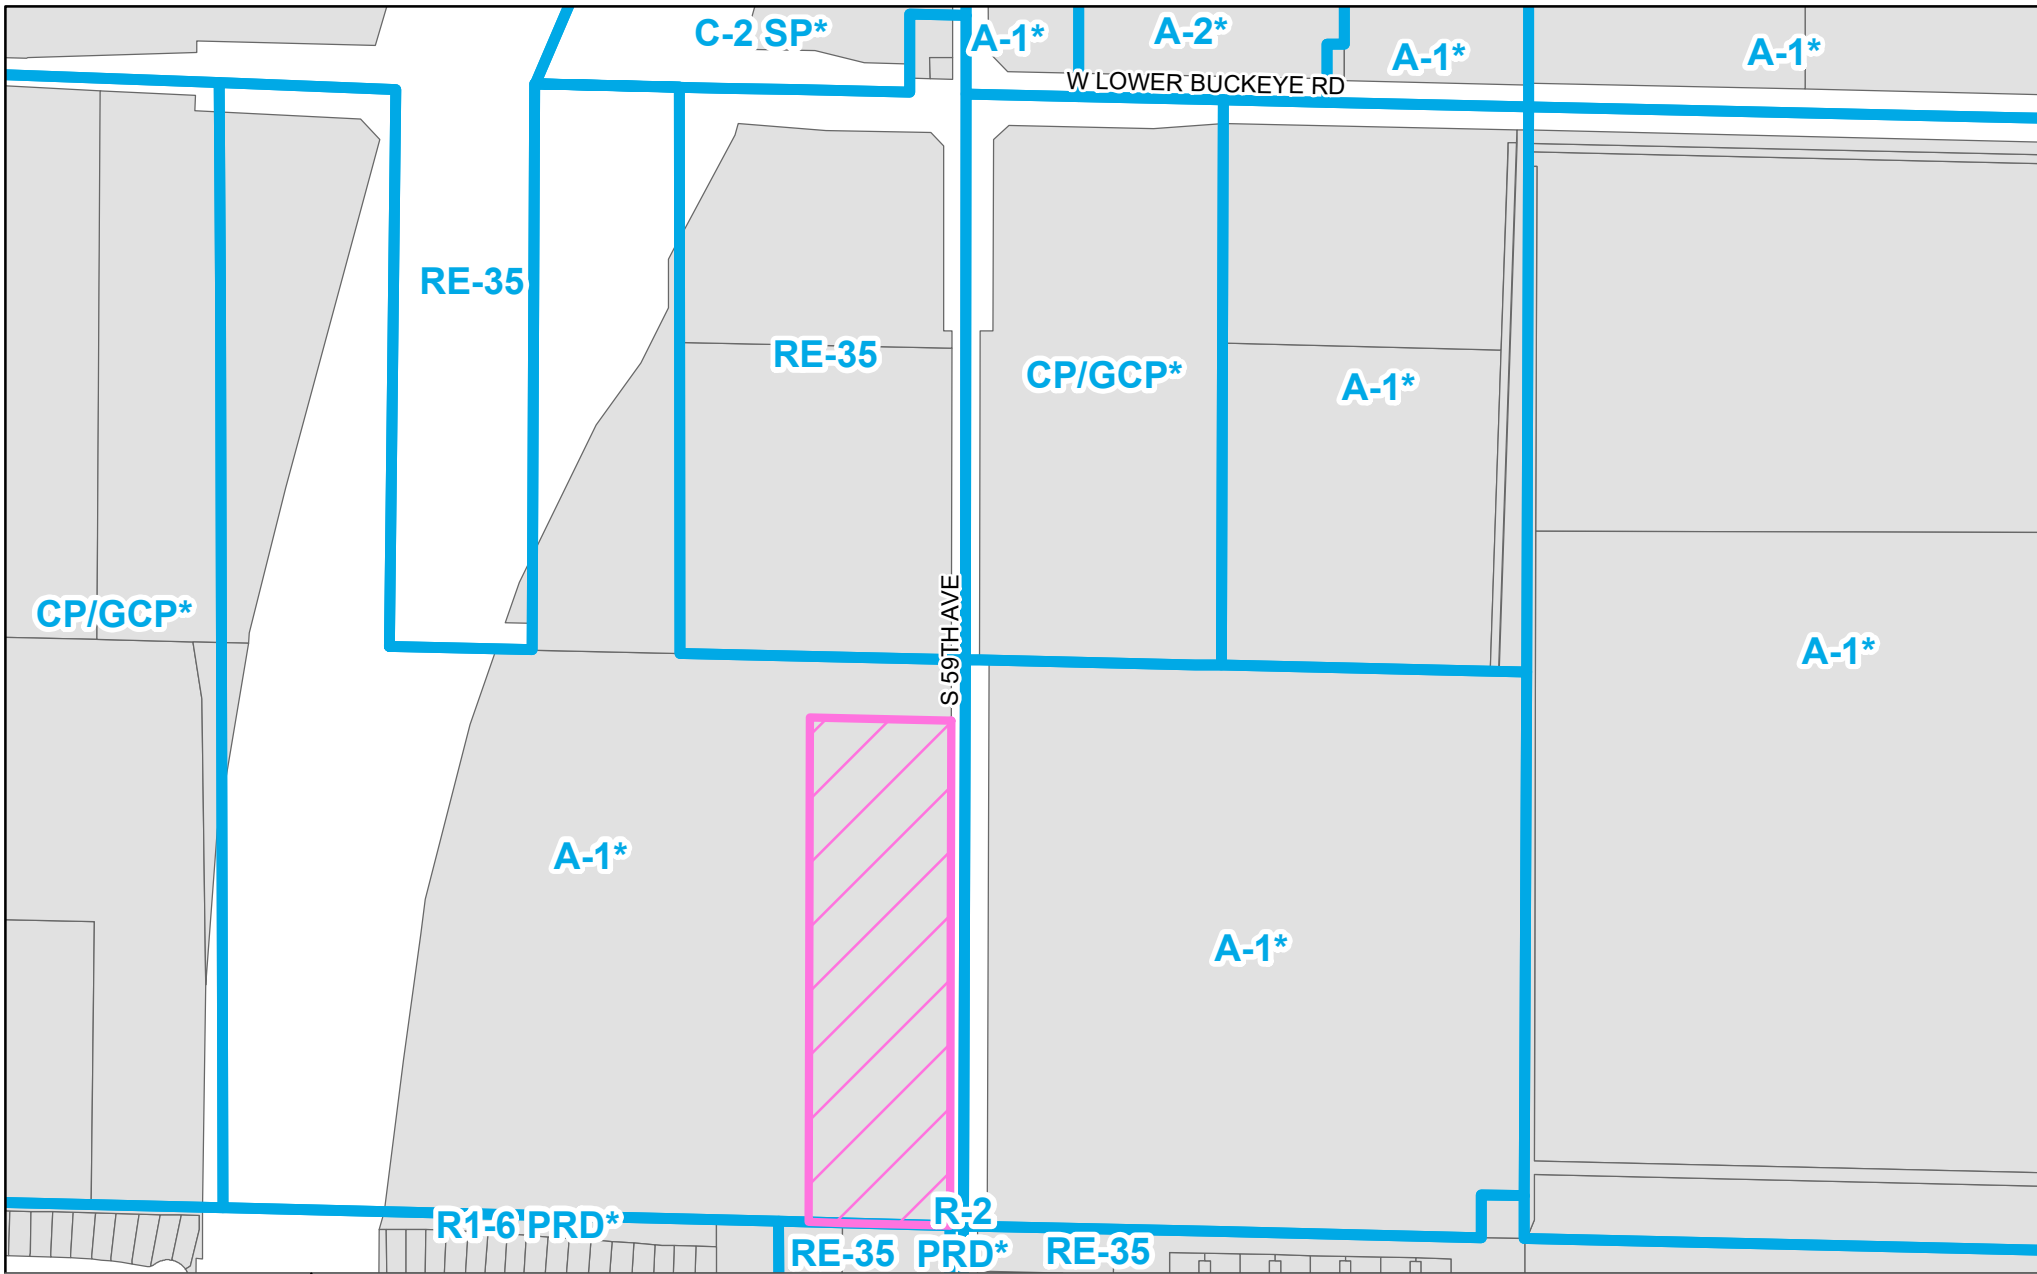 C-2 SP*
A-1*
A-2*
A-1*
A-1*
W LOWER BUCKEYE RD
RE-35
RE-35
CP/GCP*
A-1*
S 59TH AVE
CP/GCP*
A-1*
A-1*
A-1*
R1-6 PRD*
R-2
PRD*
RE-35
RE-35